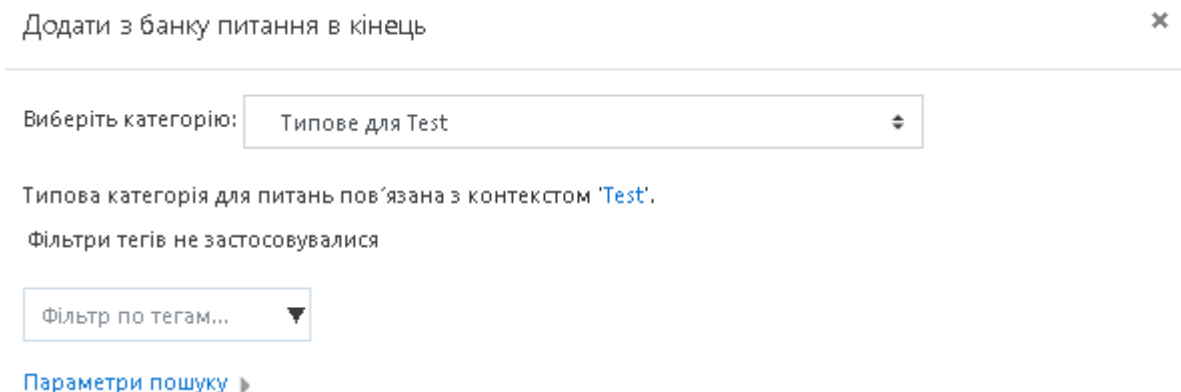 Додати з банку питання в кінець
Виберіть категорію: Типове для Test
Типова категорія для питань пов´язана з контекстом 'Test'.
Фільтри тегів не застосовувалися
Фільтр по тегам...
Параметри пошуку